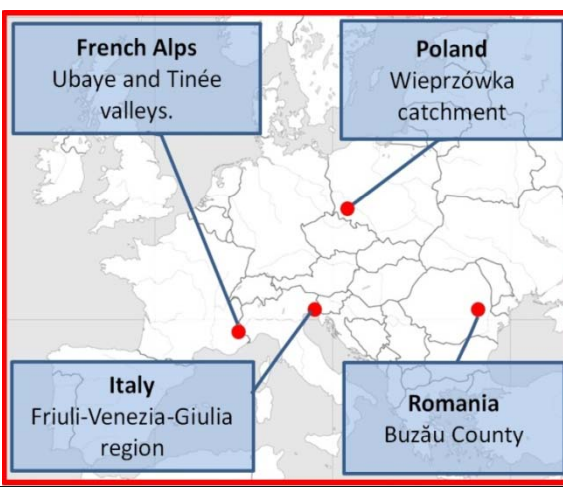 French Alps
Ubaye and Tinée
valleys.
Poland
Wieprzówka
catchment
Italy
Friuli-Venezia-Giulia
region
Romania
Buzău County